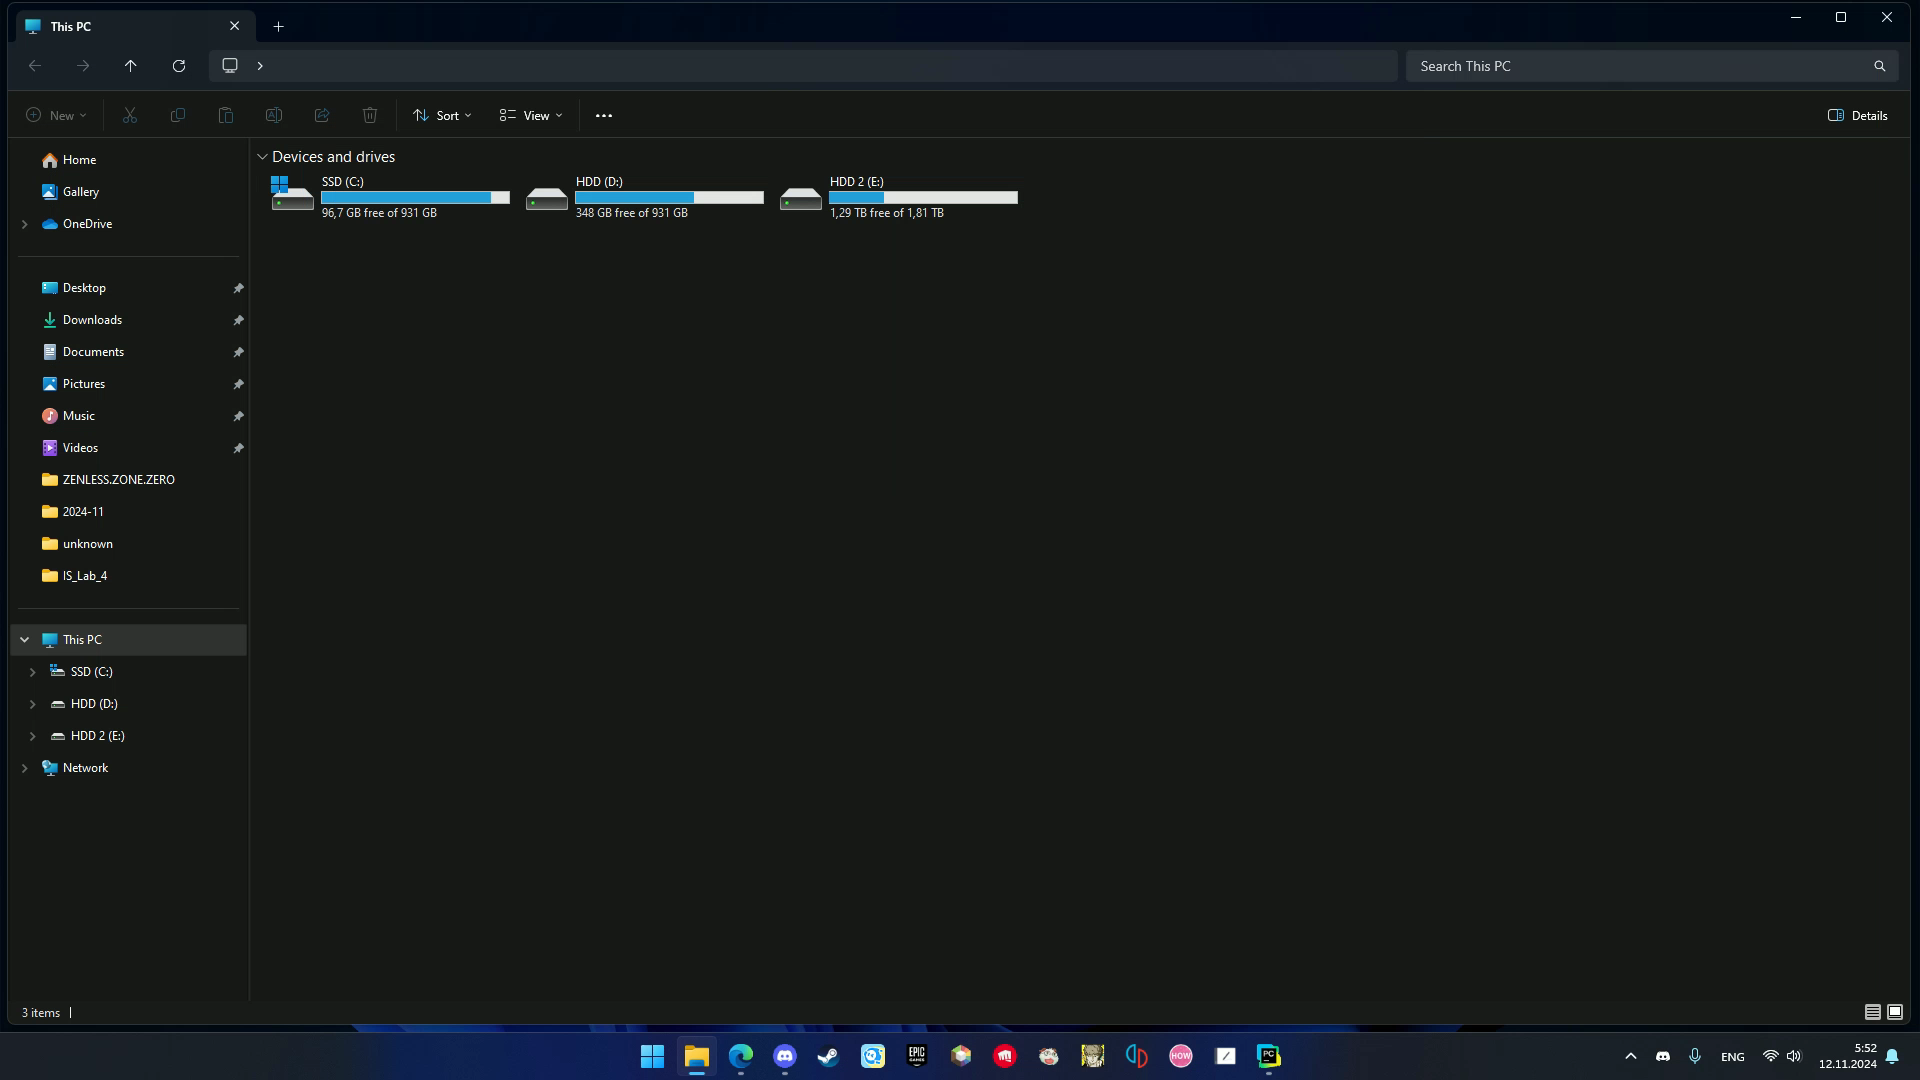 This PC
Search This PC
New
Sort
View
Details
Home
Gallery
OneDrive
Desktop
Downloads
Documents
Pictures
Music
Videos
ZENLESS.ZONE.ZERO
2024-11
unknown
IS_Lab_4
This PC
SSD (C:)
HDD (D:)
HDD 2 (E:)
Network
Devices and drives
SSD (C:)
96,7 GB free of 931 GB
HDD (D:)
348 GB free of 931 GB
HDD 2 (E:)
1,29 TB free of 1,81 TB
3 items
EPIC
GAMES
HOW
PC
ENG
5:52
12.11.2024